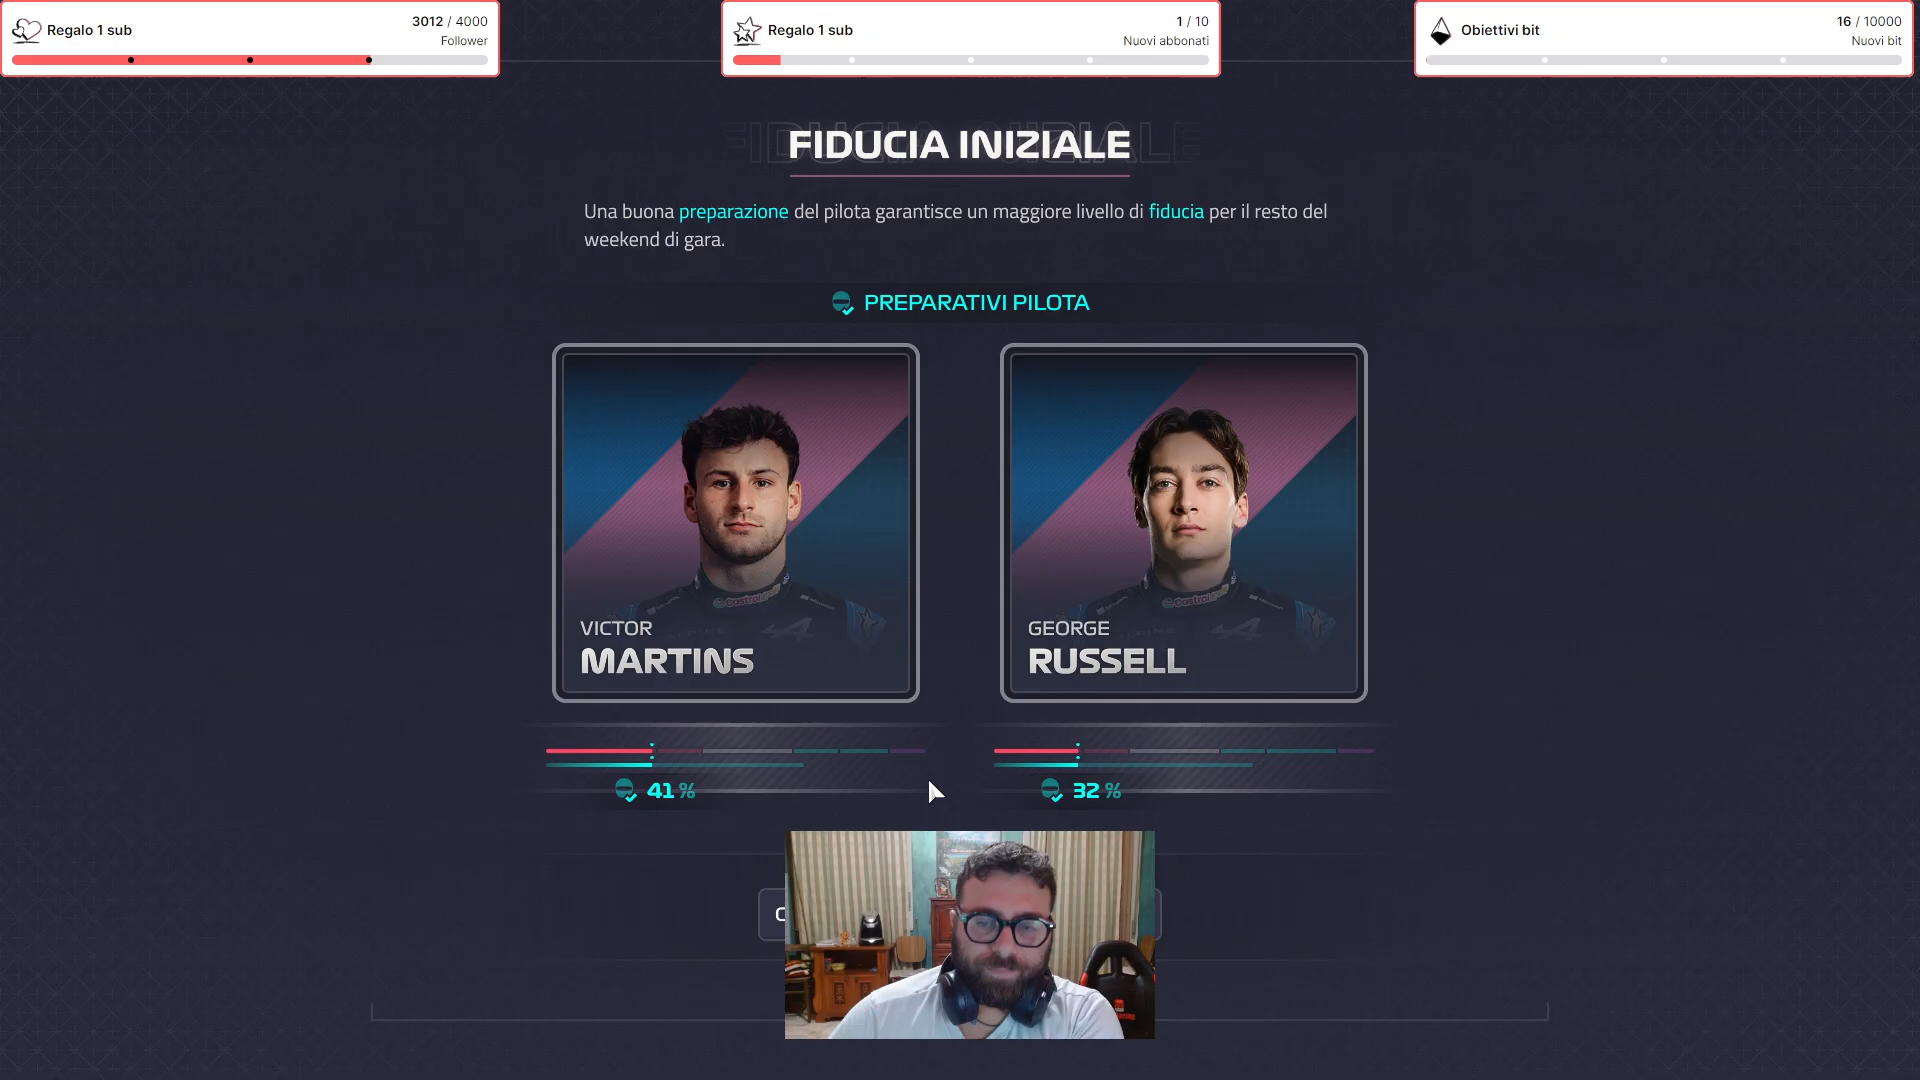 Regalo 1 sub
3012 / 4000
Follower
Regalo 1 sub
1 / 10
Nuovi abbonati
Obiettivi bit
16 / 10000
Nuovi bit
FIDUCIA INIZIALE
Una buona preparazione del pilota garantisce un maggiore livello di fiducia per il resto del
weekend di gara.
PREPARATIVI PILOTA
VICTOR
MARTINS
GEORGE
RUSSELL
41 %
32 %
Castrol
Castrol